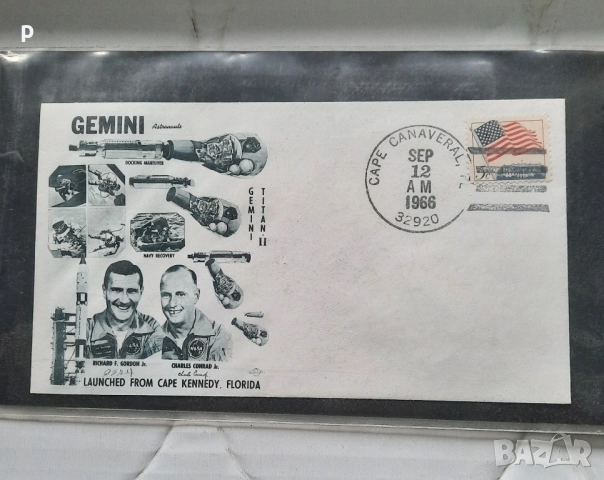 P
GEMINI Astronauts
DOCKING MANEUVER
GEMINI
TITAN II
NAVY RECOVERY
RICHARD F. GORDON Jr.
CHARLES CONRAD Jr.
LAUNCHED FROM CAPE KENNEDY, FLORIDA
CAPE CANAVERAL, FL
SEP
12
AM
1966
32920
BAZAR